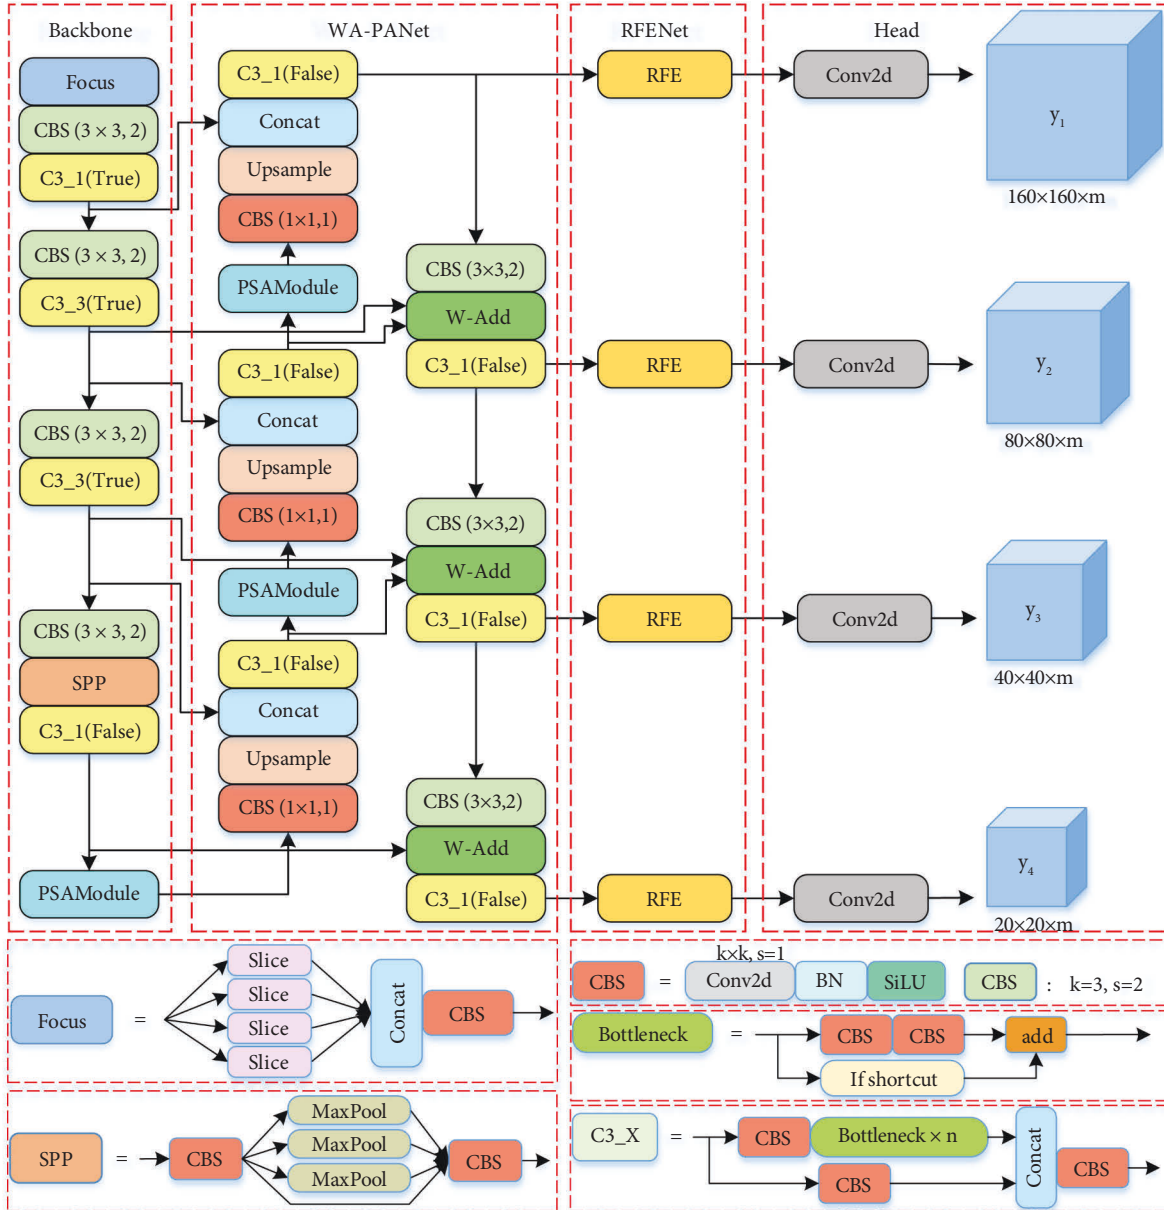 Backbone
Focus
CBS (3 × 3, 2)
C3_1(True)
CBS (3 × 3, 2)
C3_3(True)
CBS (3 × 3, 2)
C3_3(True)
CBS (3 × 3, 2)
SPP
C3_1(False)
PSAModule
WA-PANet
C3_1(False)
Concat
Upsample
CBS (1×1,1)
PSAModule
C3_1(False)
Concat
Upsample
CBS (1×1,1)
PSAModule
C3_1(False)
Concat
Upsample
CBS (1×1,1)
CBS (3×3,2)
W-Add
C3_1(False)
CBS (3×3,2)
W-Add
C3_1(False)
CBS (3×3,2)
W-Add
C3_1(False)
RFENet
RFE
RFE
RFE
RFE
Head
Conv2d
Conv2d
Conv2d
Conv2d
y1
160×160×m
y2
80×80×m
y3
40×40×m
y4
20×20×m
Focus
=
Slice
Slice
Slice
Slice
Concat
CBS
SPP
=
CBS
MaxPool
MaxPool
MaxPool
CBS
k×k, s=1
CBS = Conv2d BN SiLU
CBS : k=3, s=2
Bottleneck
=
CBS CBS add
If shortcut
C3_X
=
CBS Bottleneck × n
CBS
Concat
CBS